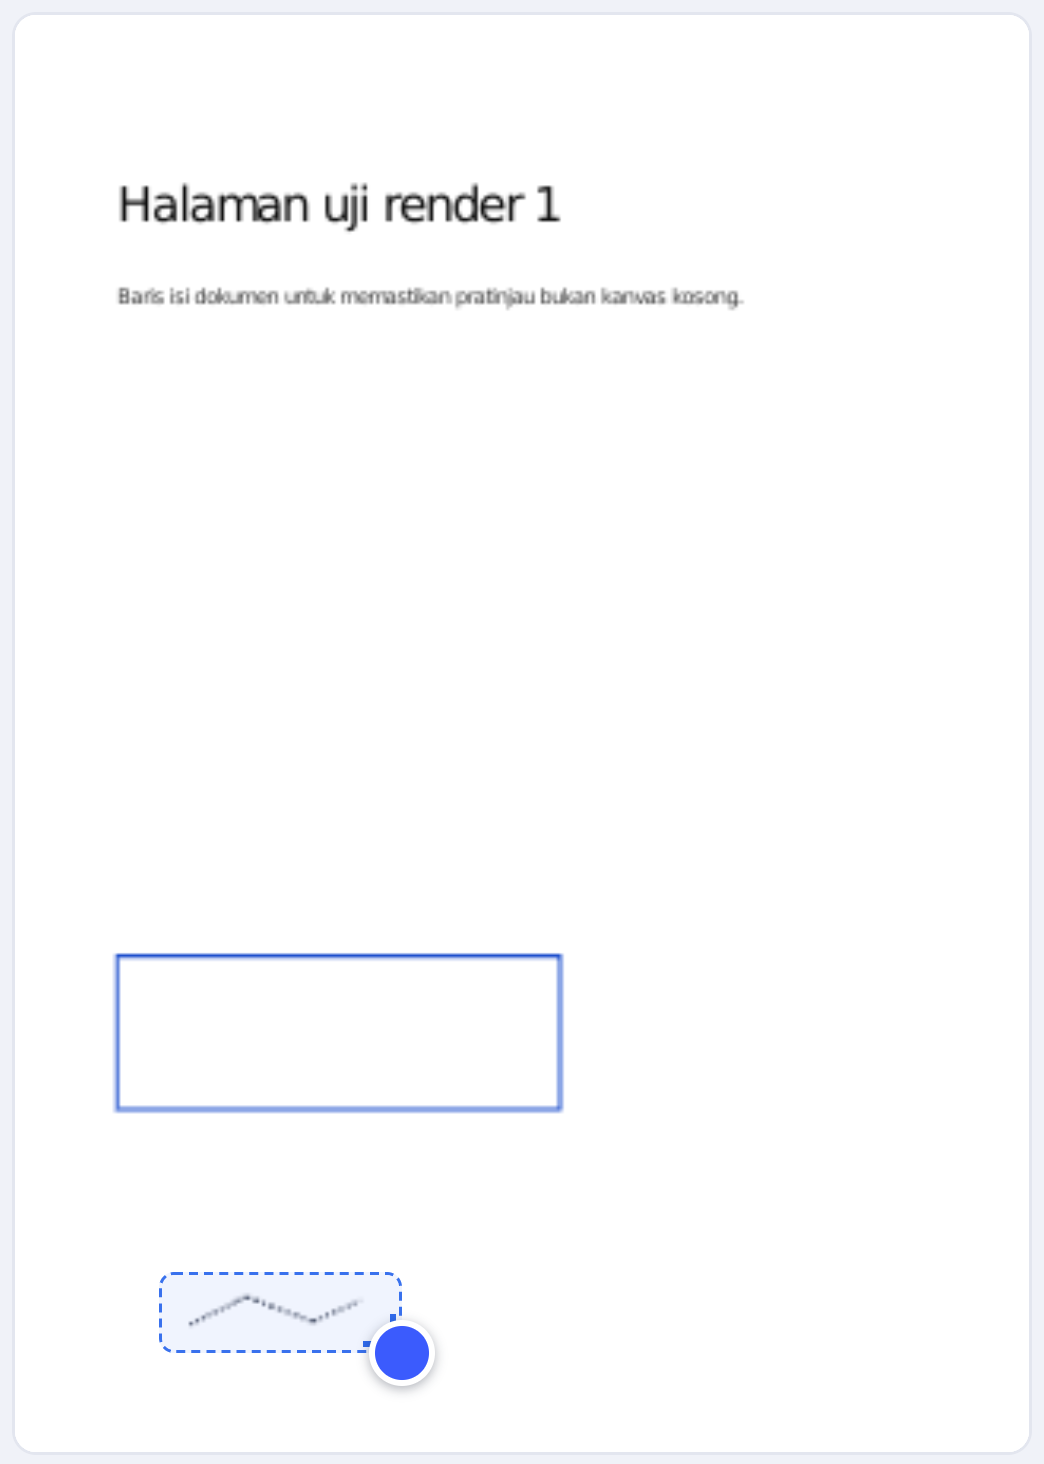 Halaman uji render 1
Baris isi dokumen untuk memastikan pratinjau bukan kanvas kosong.